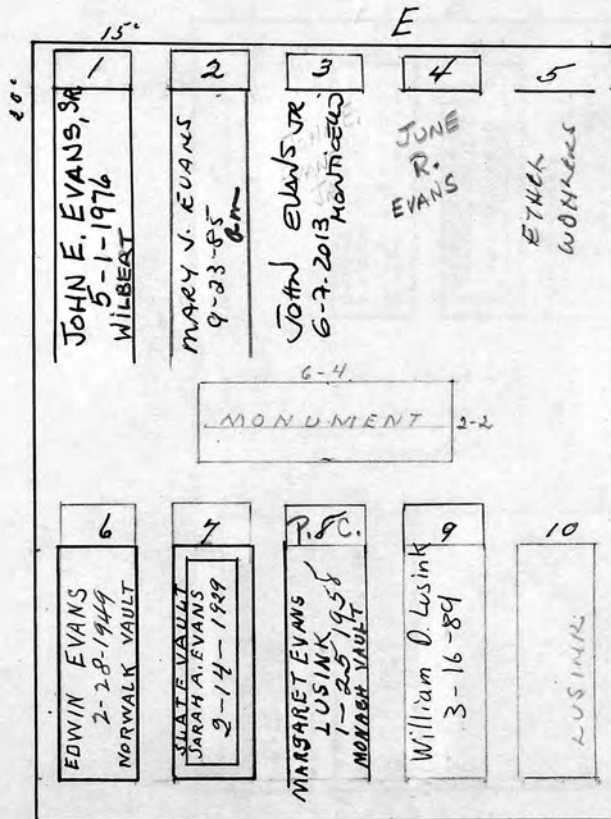 E
15'
20'
1
JOHN E. EVANS, SR
5-1-1976
WILBERT
2
MARY V. EVANS
9-23-85
3
JOHN EVANS JR
6-7-2013 MONTICELLO
4
JUNE
R.
EVANS
5
6-4
MONUMENT
2-2
6
EDWIN EVANS
2-28-1949
NORWALK VAULT
7
SLATE VAULT
SARAH A. EVANS
2-14-1929
P.8C.
MARGARET EVANS
LUSINK
1-25-1958
MONARCH VAULT
9
William D. Lusink
3-16-89
10
LUSINK